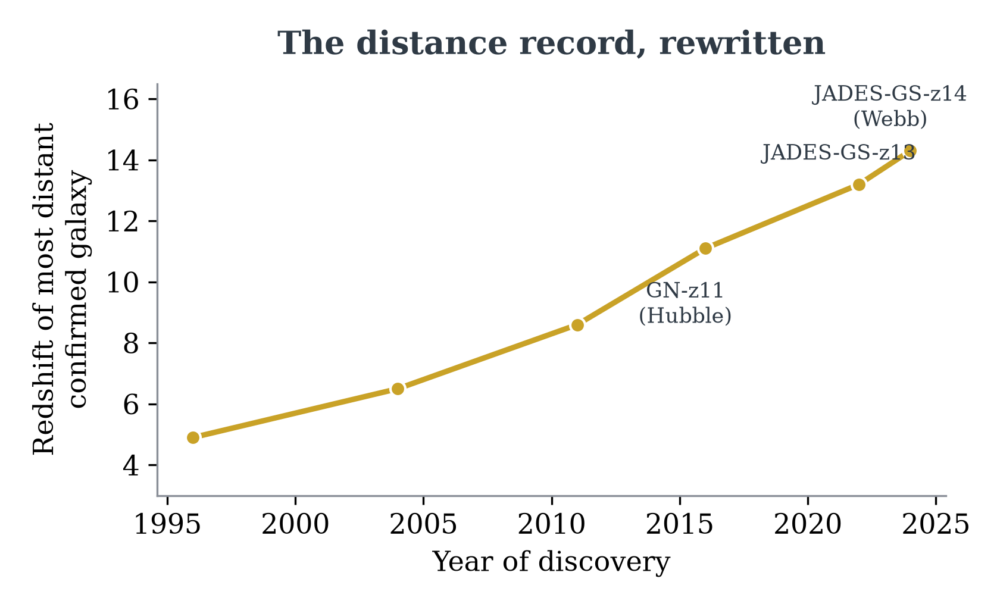 The distance record, rewritten
Redshift of most distant
confirmed galaxy
16
14
12
10
8
6
4
JADES-GS-z14
(Webb)
JADES-GS-z13
GN-z11
(Hubble)
1995
2000
2005
2010
2015
2020
2025
Year of discovery